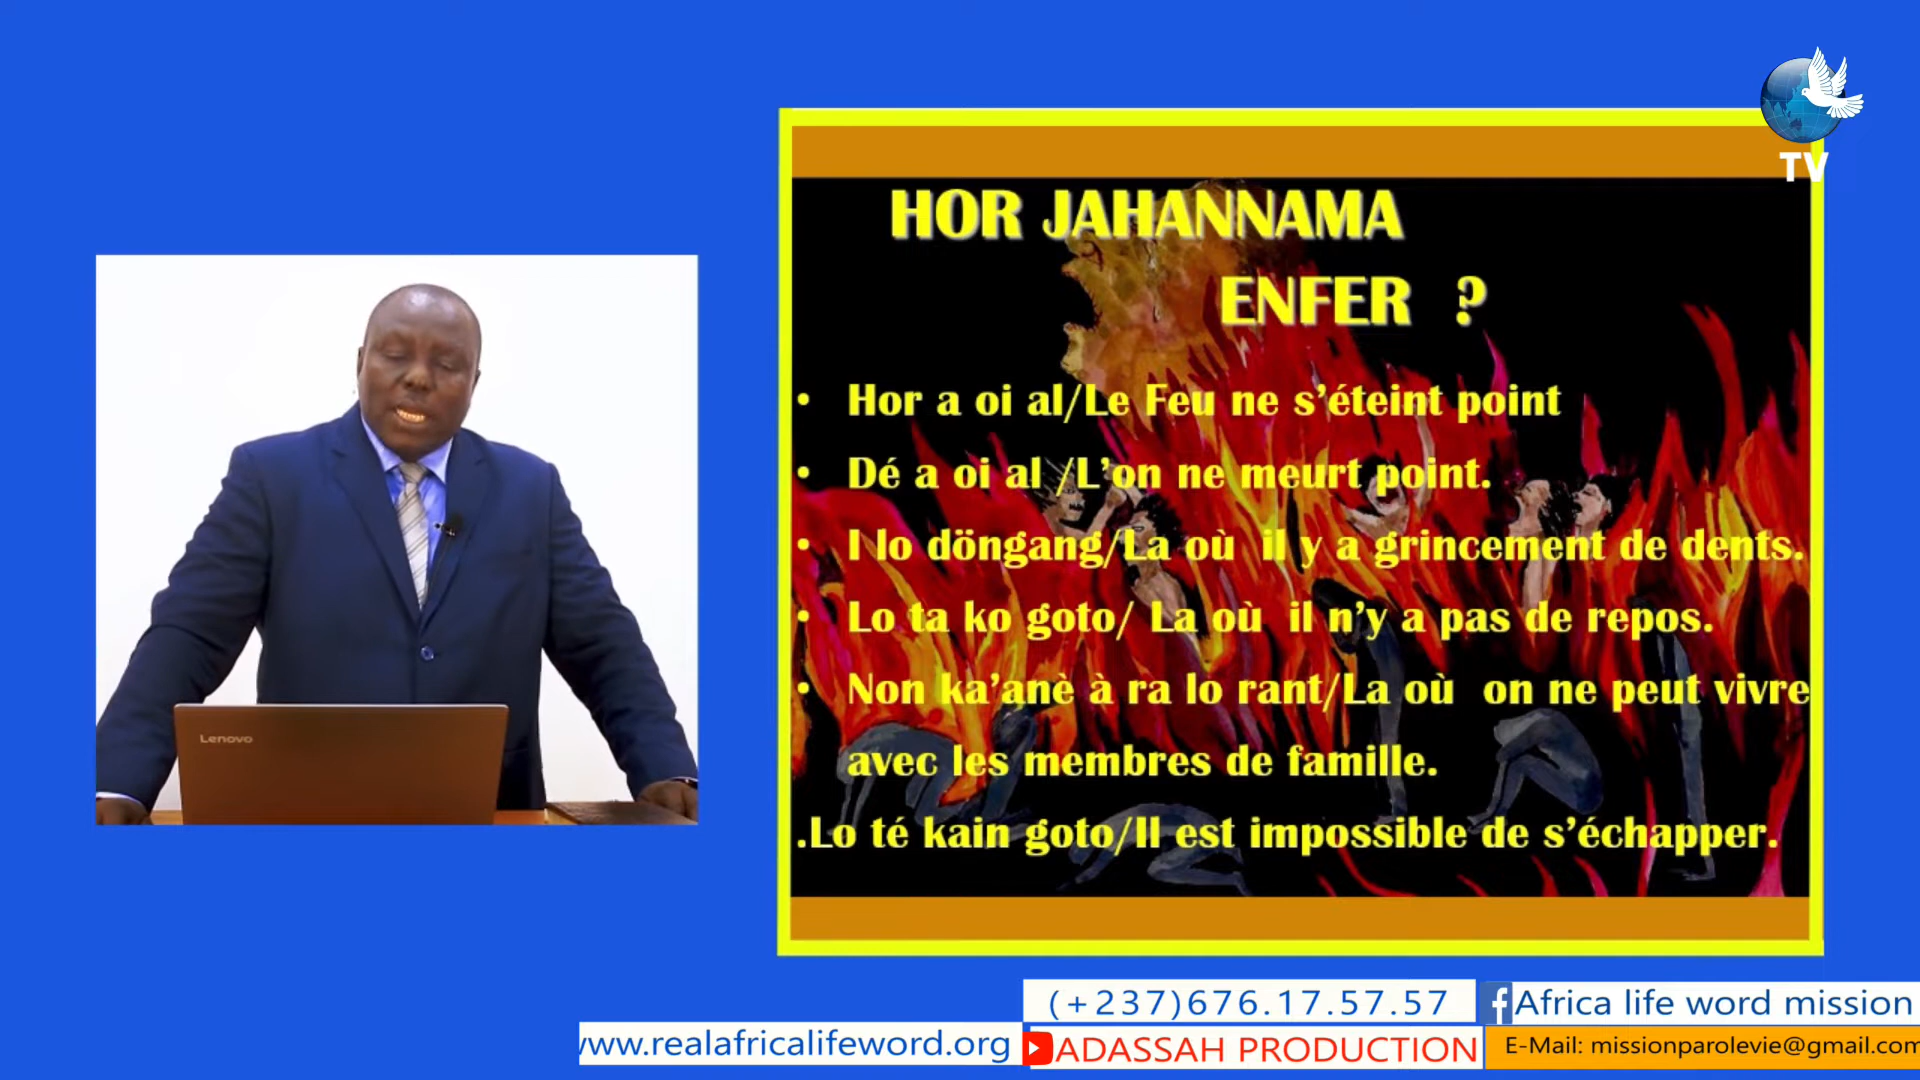 TV
HOR JAHANNAMA
ENFER ?
• Hor a oi al/Le Feu ne s’éteint point
• Dé a oi al /L’on ne meurt point.
• I lo döngang/La où il y a grincement de dents.
• Lo ta ko goto/ La où il n’y a pas de repos.
• Non ka’anè à ra lo rant/La où on ne peut vivre
avec les membres de famille.
.Lo té kain goto/Il est impossible de s’échapper.
Lenovo
(+237)676.17.57.57
Africa life word mission
www.realafricalifeword.org
ADASSAH PRODUCTION
E-Mail: missionparolevie@gmail.com